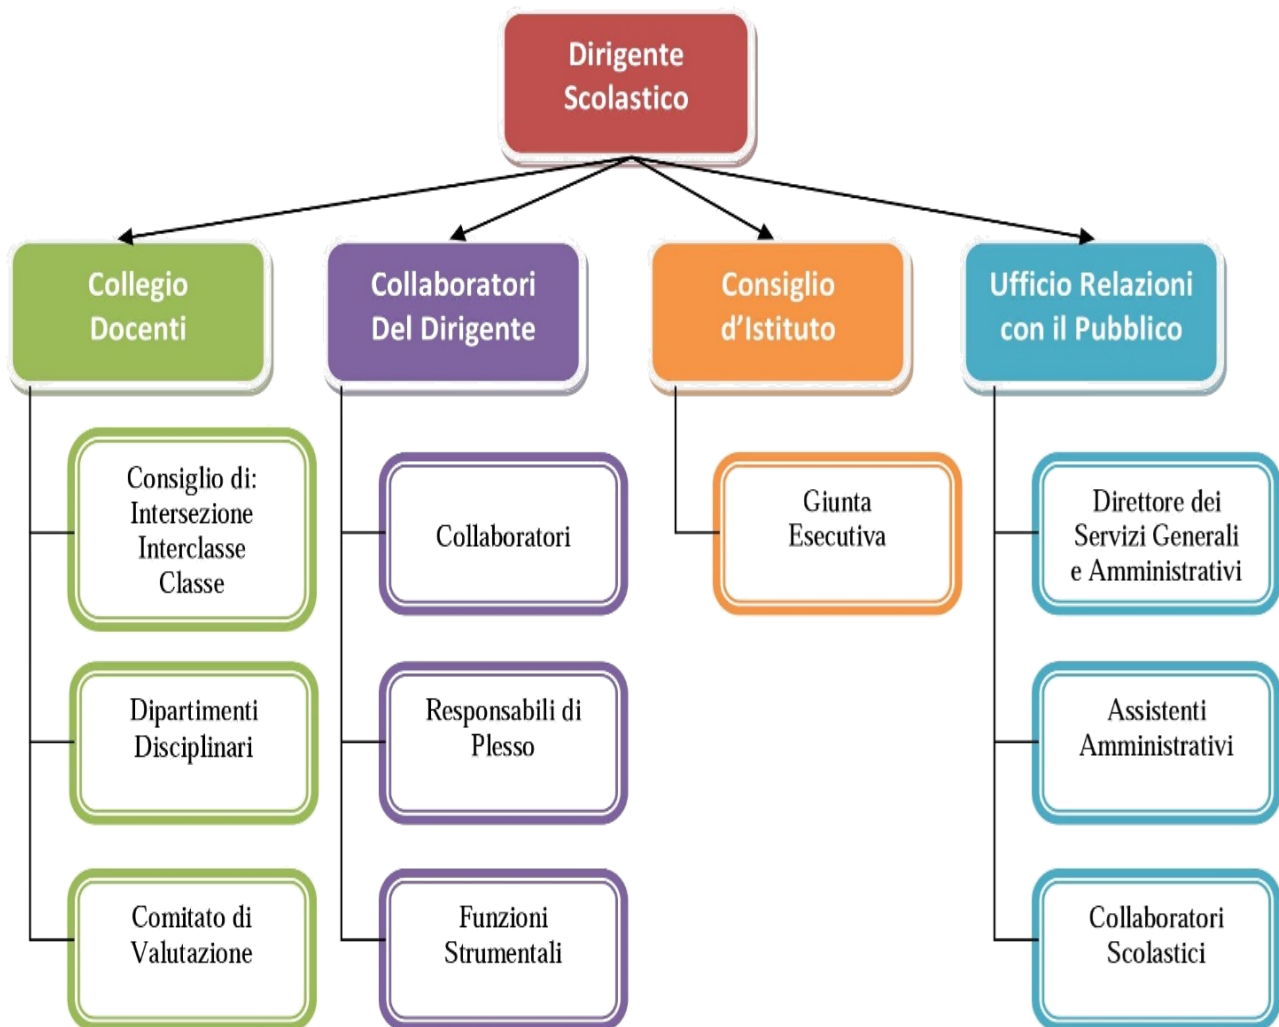 Dirigente
Scolastico
Collegio
Docenti
Collaboratori
Del Dirigente
Consiglio
d’Istituto
Ufficio Relazioni
con il Pubblico
Consiglio di:
Intersezione
Interclasse
Classe
Collaboratori
Giunta
Esecutiva
Direttore dei
Servizi Generali
e Amministrativi
Dipartimenti
Disciplinari
Responsabili di
Plesso
Assistenti
Amministrativi
Comitato di
Valutazione
Funzioni
Strumentali
Collaboratori
Scolastici